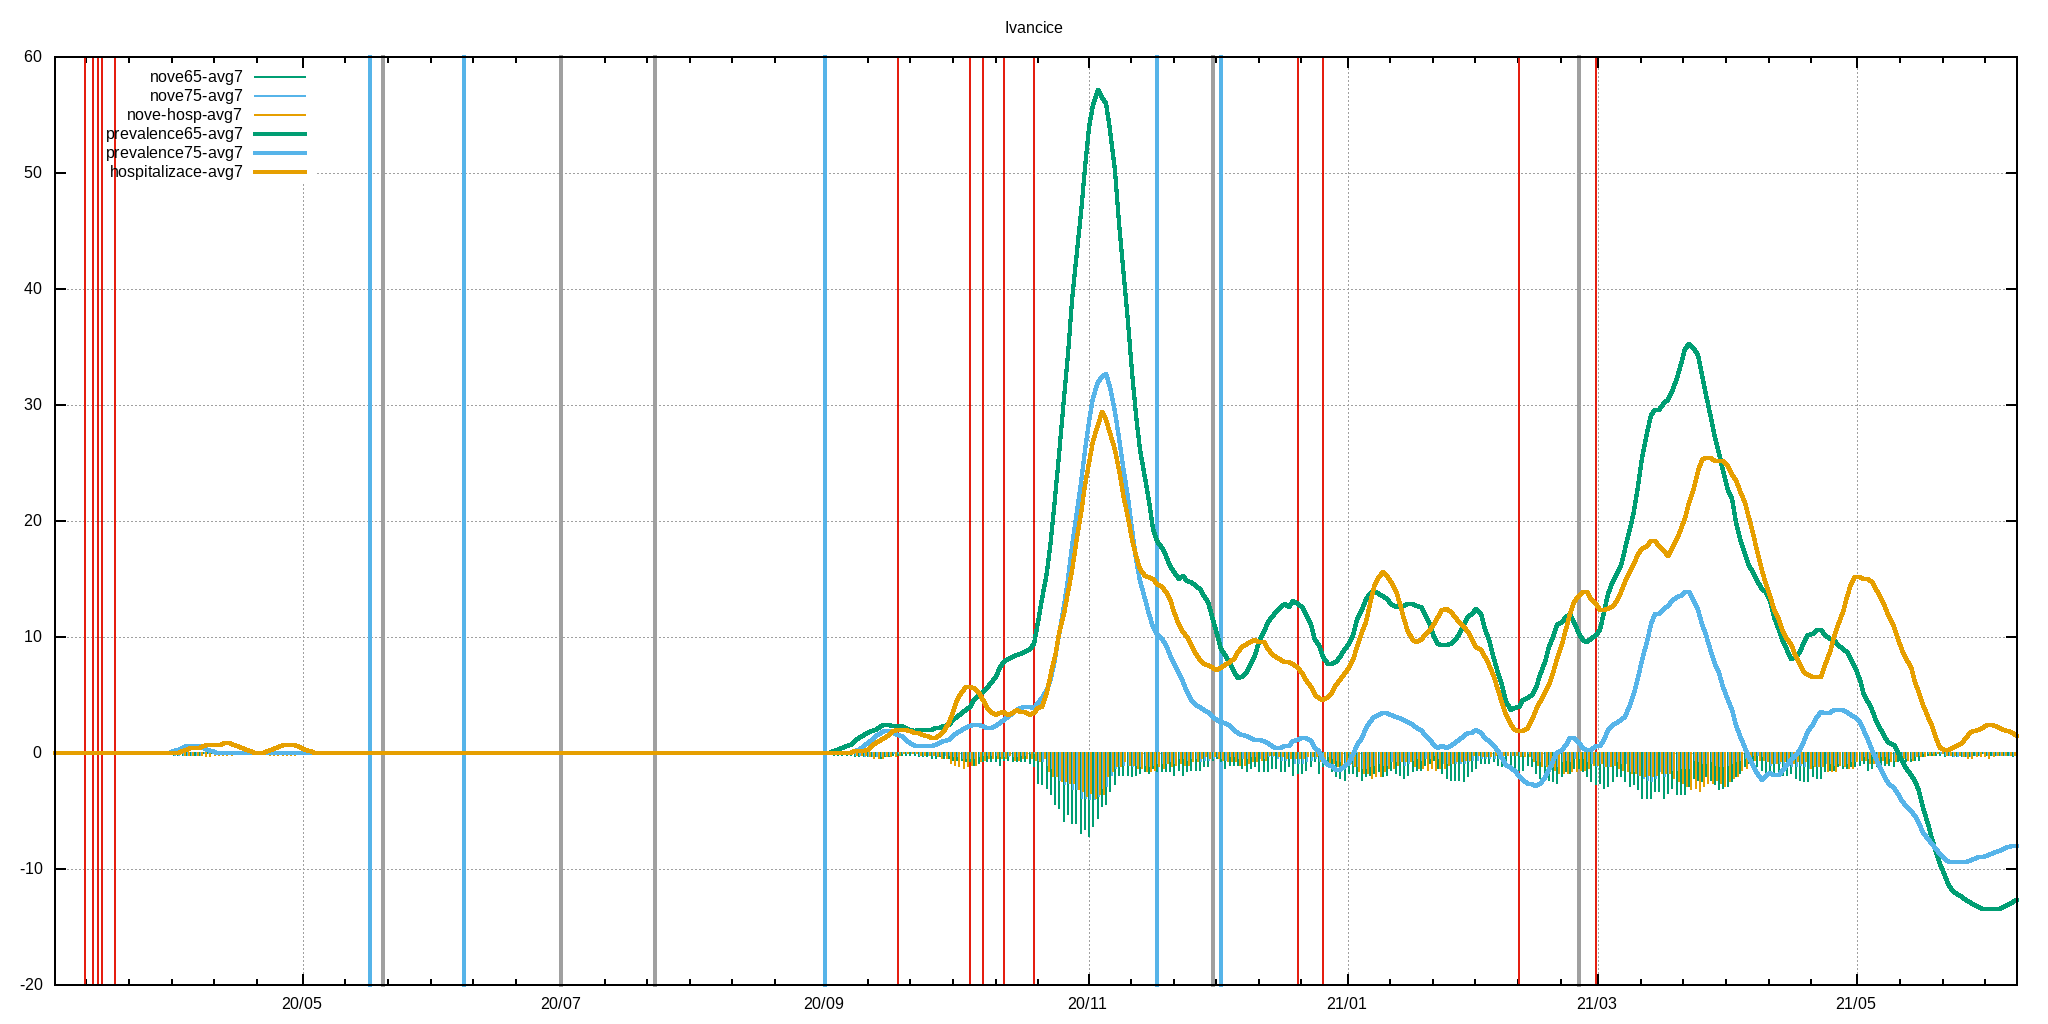 Ivancice
60
50
40
30
20
10
0
-10
-20
nove65-avg7
nove75-avg7
nove-hosp-avg7
prevalence65-avg7
prevalence75-avg7
hospitalizace-avg7
20/05
20/07
20/09
20/11
21/01
21/03
21/05